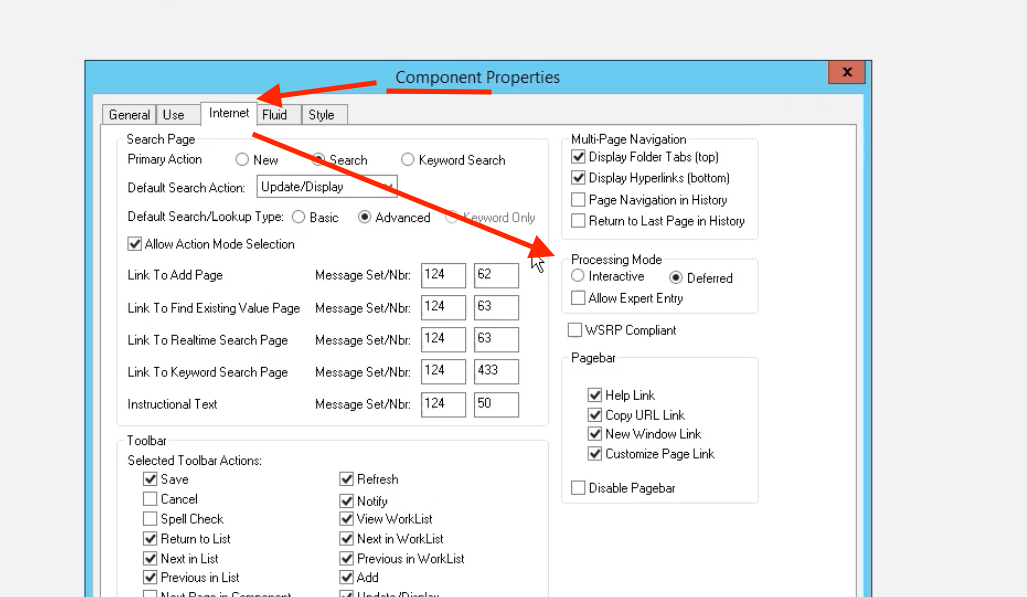 Component Properties
x
General Use Internet Fluid Style
Search Page
Primary Action New Search Keyword Search
Default Search Action: Update/Display
Default Search/Lookup Type: Basic Advanced Keyword Only
Allow Action Mode Selection
Link To Add Page Message Set/Nbr: 124 62
Link To Find Existing Value Page Message Set/Nbr: 124 63
Link To Realtime Search Page Message Set/Nbr: 124 63
Link To Keyword Search Page Message Set/Nbr: 124 433
Instructional Text Message Set/Nbr: 124 50
Toolbar
Selected Toolbar Actions:
Save Refresh
Cancel Notify
Spell Check View WorkList
Return to List Next in WorkList
Next in List Previous in WorkList
Previous in List Add
Next Page in Component Update/Display
Multi-Page Navigation
Display Folder Tabs (top)
Display Hyperlinks (bottom)
Page Navigation in History
Return to Last Page in History
Processing Mode
Interactive Deferred
Allow Expert Entry
WSRP Compliant
Pagebar
Help Link
Copy URL Link
New Window Link
Customize Page Link
Disable Pagebar